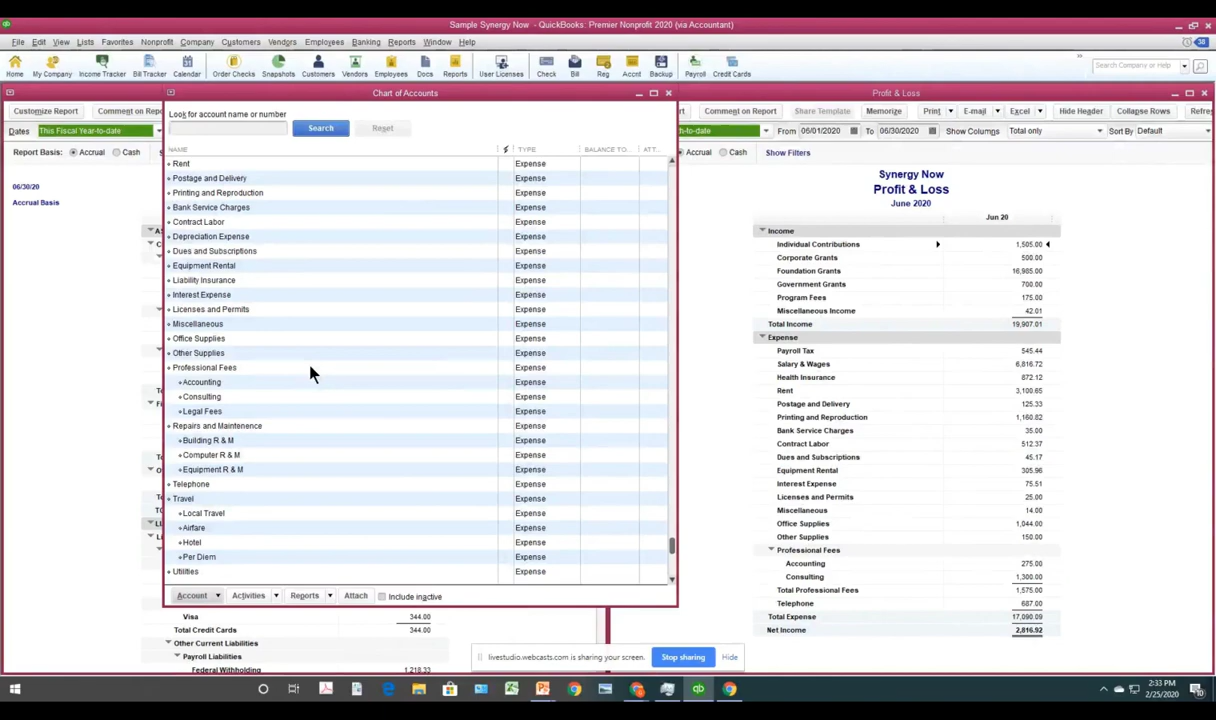 Sample Synergy Now - QuickBooks: Premier Nonprofit 2020 (via Accountant)
File Edit View Lists Favorites Nonprofit Company Customers Vendors Employees Banking Reports Window Help 38
Home My Company Income Tracker Bill Tracker Calendar Order Checks Snapshots Customers Vendors Employees Docs Reports User Licenses Check Bill Reg Accnt Backup Payroll Credit Cards Search Company or Help
Chart of Accounts
Profit & Loss
Customize Report Comment on Repo
Look for account name or number
Search Reset
Comment on Report Share Template Memorize Print E-mail Excel Hide Header Collapse Rows Refres
Dates This Fiscal Year-to-date
th-to-date From 06/01/2020 To 06/30/2020 Show Columns Total only Sort By Default
Report Basis: Accrual Cash
Accrual Cash Show Filters
06/30/20
Accrual Basis
NAME TYPE BALANCE TO... ATT...
Rent Expense
Postage and Delivery Expense
Printing and Reproduction Expense
Bank Service Charges Expense
Contract Labor Expense
Depreciation Expense Expense
Dues and Subscriptions Expense
Equipment Rental Expense
Liability Insurance Expense
Interest Expense Expense
Licenses and Permits Expense
Miscellaneous Expense
Office Supplies Expense
Other Supplies Expense
Professional Fees Expense
Accounting Expense
Consulting Expense
Legal Fees Expense
Repairs and Maintenence Expense
Building R & M Expense
Computer R & M Expense
Equipment R & M Expense
Telephone Expense
Travel Expense
Local Travel Expense
Airfare Expense
Hotel Expense
Per Diem Expense
Utilities Expense
Account Activities Reports Attach Include inactive
Visa 344.00
Total Credit Cards 344.00
Other Current Liabilities
Payroll Liabilities
Federal Withholding 1,218.33
Synergy Now
Profit & Loss
June 2020
Jun 20
Income
Individual Contributions 1,505.00
Corporate Grants 500.00
Foundation Grants 16,985.00
Government Grants 700.00
Program Fees 175.00
Miscellaneous Income 42.01
Total Income 19,907.01
Expense
Payroll Tax 545.44
Salary & Wages 6,816.72
Health Insurance 872.12
Rent 3,100.65
Postage and Delivery 125.33
Printing and Reproduction 1,160.82
Bank Service Charges 35.00
Contract Labor 512.37
Dues and Subscriptions 45.17
Equipment Rental 305.96
Interest Expense 75.51
Licenses and Permits 25.00
Miscellaneous 14.00
Office Supplies 1,044.00
Other Supplies 150.00
Professional Fees
Accounting 275.00
Consulting 1,300.00
Total Professional Fees 1,575.00
Telephone 687.00
Total Expense 17,090.09
Net Income 2,816.92
livestudio.webcasts.com is sharing your screen. Stop sharing Hide
2:33 PM
2/25/2020